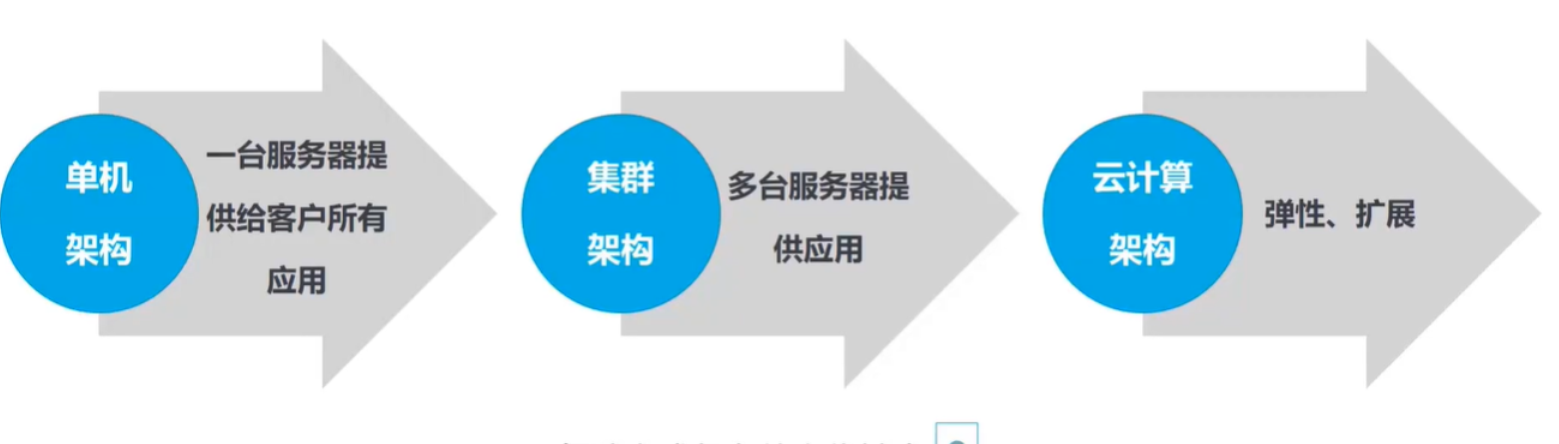 单机
架构
一台服务器提
供给客户所有
应用
集群
架构
多台服务器提
供应用
云计算
架构
弹性、扩展